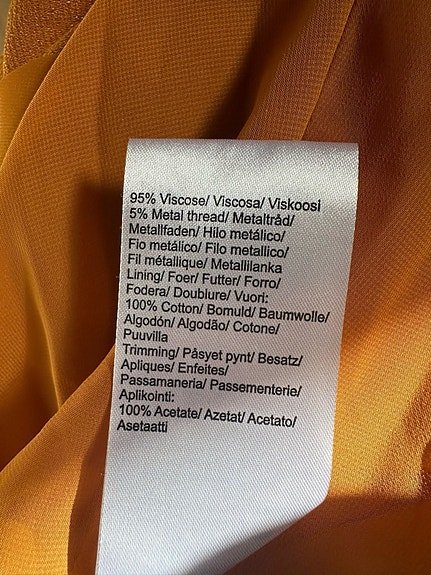 95% Viscose/ Viscosa/ Viskoosi
5% Metal thread/ Metaltråd/
Metallfaden/ Hilo metálico/
Fio metálico/ Filo metallico/
Fil métallique/ Metallilanka
Lining/ Foer/ Futter/ Forro/
Fodera/ Doublure/ Vuori:
100% Cotton/ Bomuld/ Baumwolle/
Algodón/ Algodão/ Cotone/
Puuvilla
Trimming/ Påsyet pynt/ Besatz/
Apliques/ Enfeites/
Passamaneria/ Passementerie/
Aplikointi:
100% Acetate/ Azetat/ Acetato/
Asetaatti